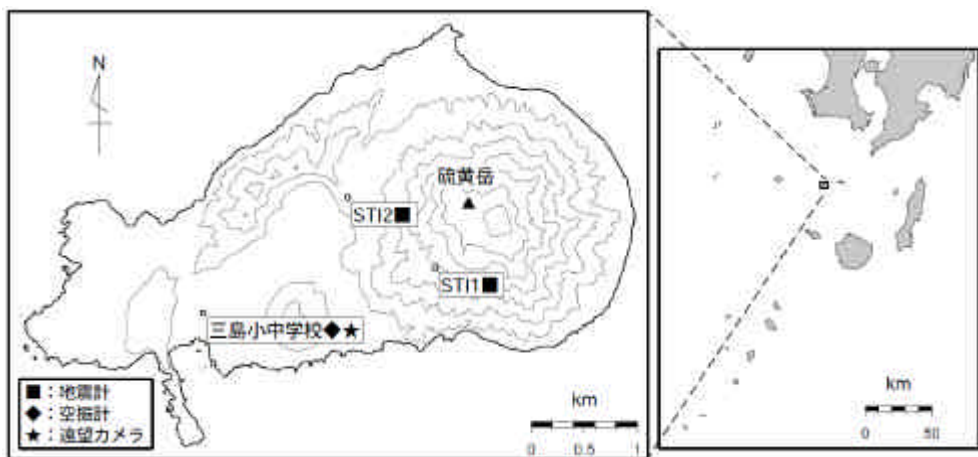 N
硫黄岳
STI2■
STI1■
三島小中学校◆★
■：地震計
◆：空振計
★：遠望カメラ
km
0 0.5 1
km
0 50